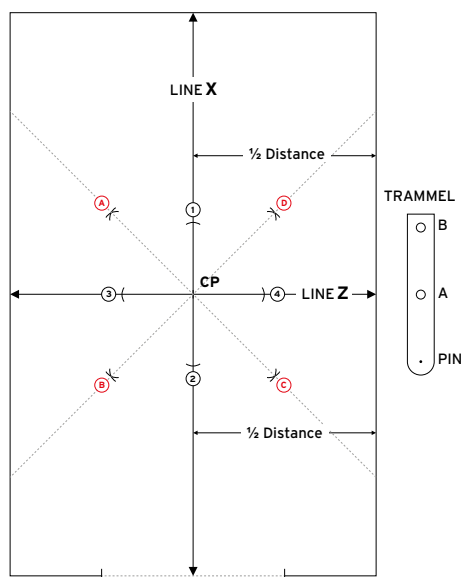 LINE X
½ Distance
TRAMMEL
B
A
D
1
CP
3
4
LINE Z
A
PIN
2
B
C
½ Distance